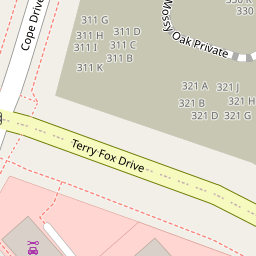 Cope Drive
311 G
311 H
311 D
311 I
311 C
311 B
311 K
Mossy Oak Private
330
321 A
321 J
321 B
321 H
321 D
321 G
Terry Fox Drive